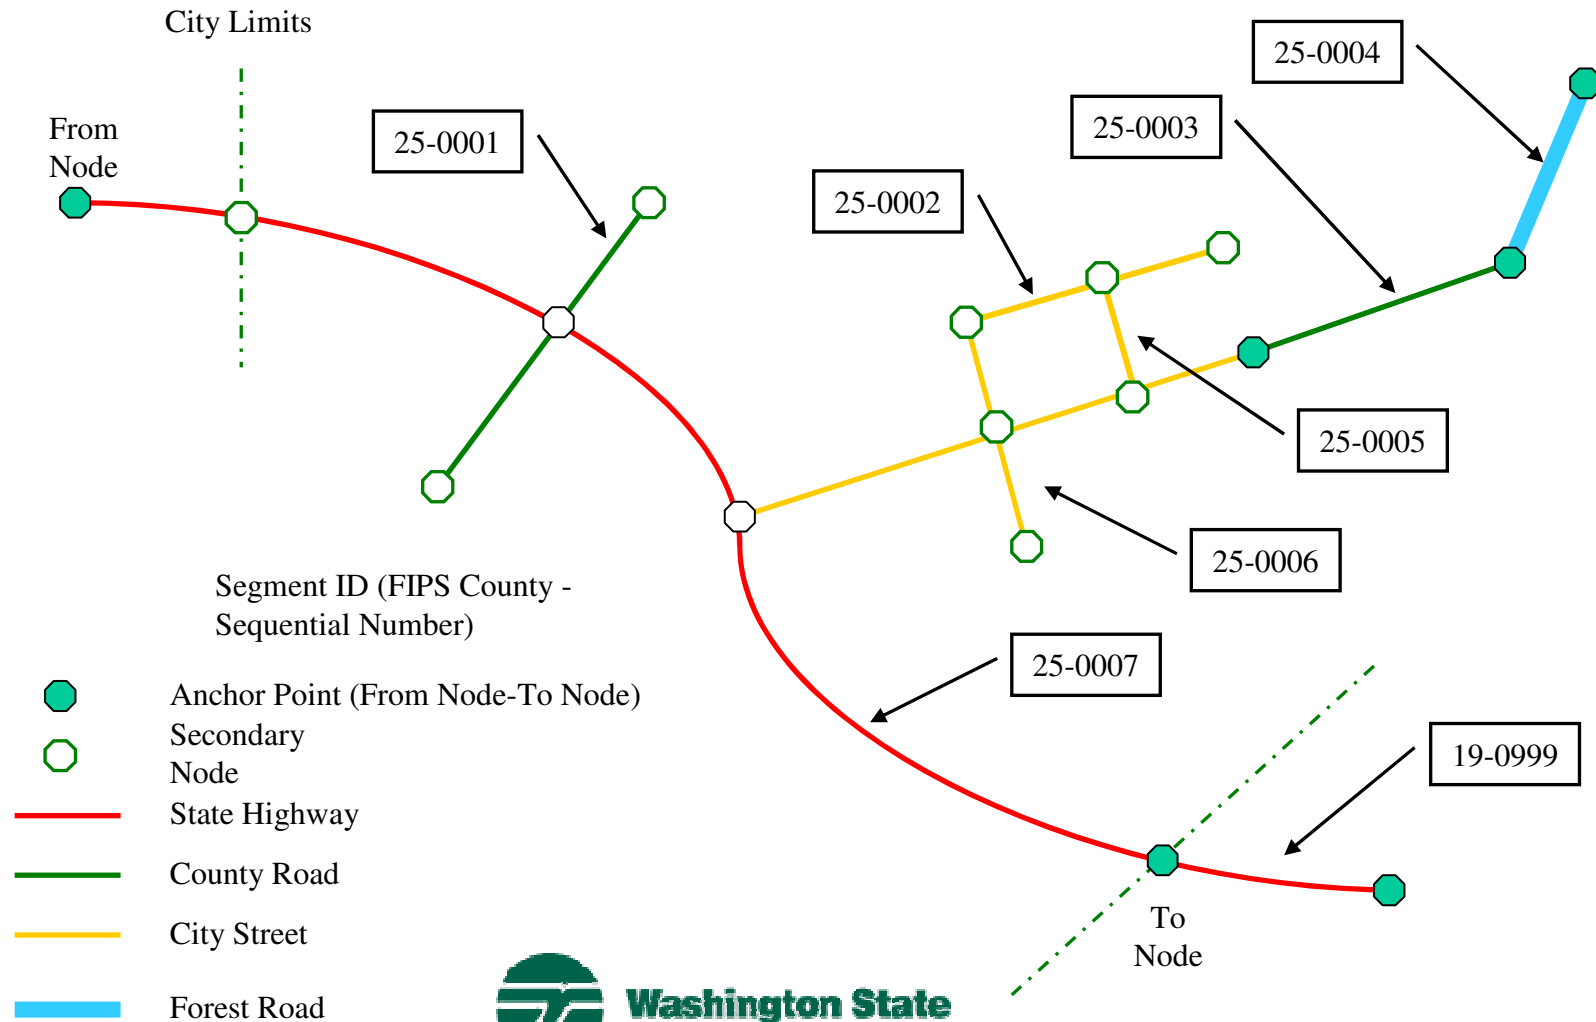 City Limits
25-0004
From
Node
25-0001
25-0003
25-0002
25-0005
25-0006
Segment ID (FIPS County -
Sequential Number)
25-0007
Anchor Point (From Node-To Node)
Secondary
Node
19-0999
State Highway
County Road
To
Node
City Street
Forest Road
Washington State